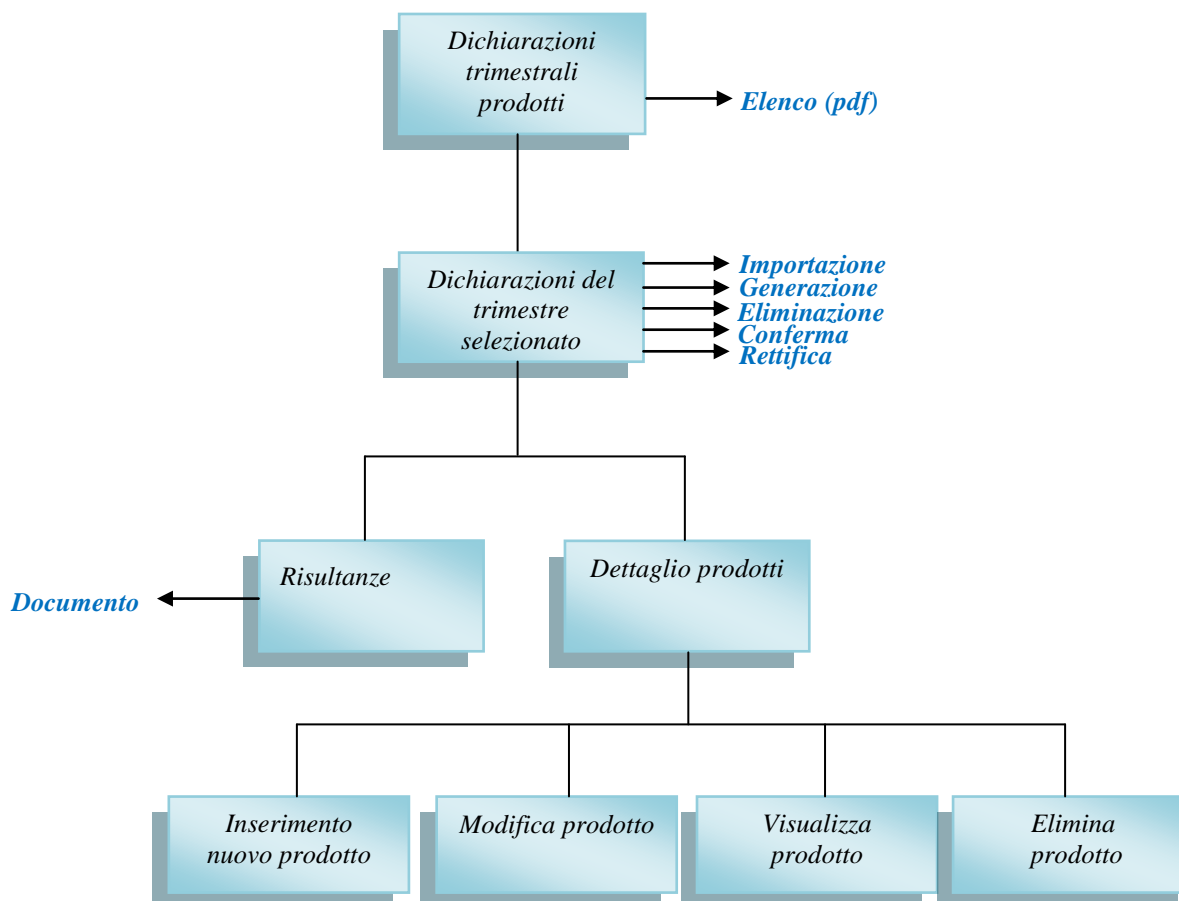 Dichiarazioni
trimestrali
prodotti
Elenco (pdf)
Dichiarazioni del
trimestre
selezionato
Importazione
Generazione
Eliminazione
Conferma
Rettifica
Risultanze
Dettaglio prodotti
Documento
Inserimento
nuovo prodotto
Modifica prodotto
Visualizza
prodotto
Elimina
prodotto